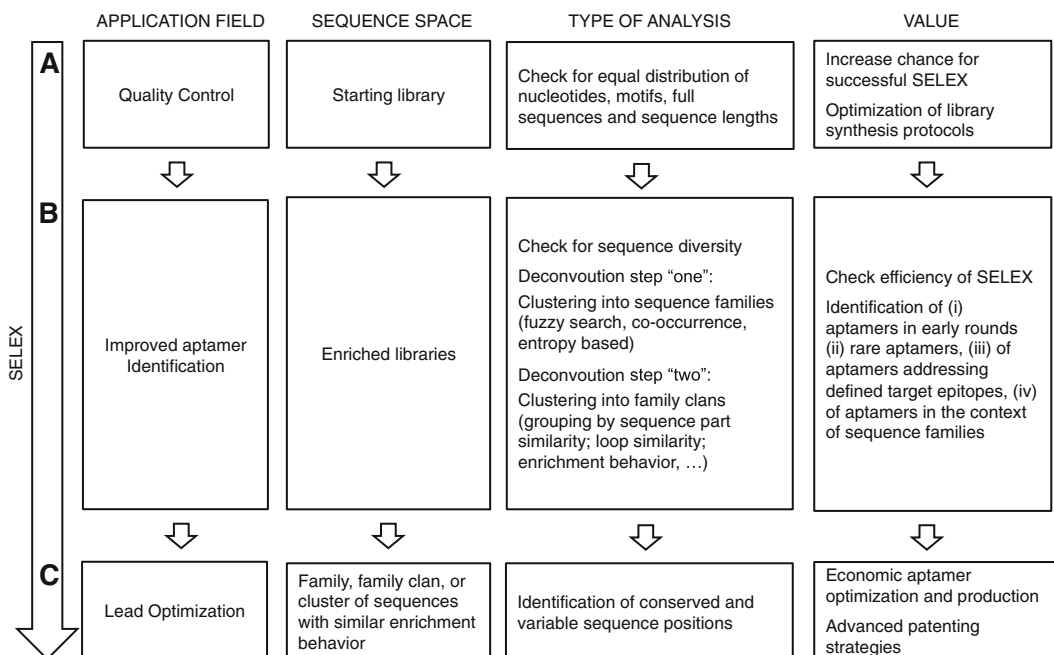 APPLICATION FIELD
SEQUENCE SPACE
TYPE OF ANALYSIS
VALUE
SELEX
A
Quality Control
Starting library
Check for equal distribution of
nucleotides, motifs, full
sequences and sequence lengths
Increase chance for
successful SELEX
Optimization of library
synthesis protocols
B
Improved aptamer
Identification
Enriched libraries
Check for sequence diversity
Deconvoution step “one”:
Clustering into sequence families
(fuzzy search, co-occurrence,
entropy based)
Deconvoution step “two”:
Clustering into family clans
(grouping by sequence part
similarity; loop similarity;
enrichment behavior, …)
Check efficiency of SELEX
Identification of (i)
aptamers in early rounds
(ii) rare aptamers, (iii) of
aptamers addressing
defined target epitopes, (iv)
of aptamers in the context
of sequence families
C
Lead Optimization
Family, family clan, or
cluster of sequences
with similar enrichment
behavior
Identification of conserved and
variable sequence positions
Economic aptamer
optimization and production
Advanced patenting
strategies